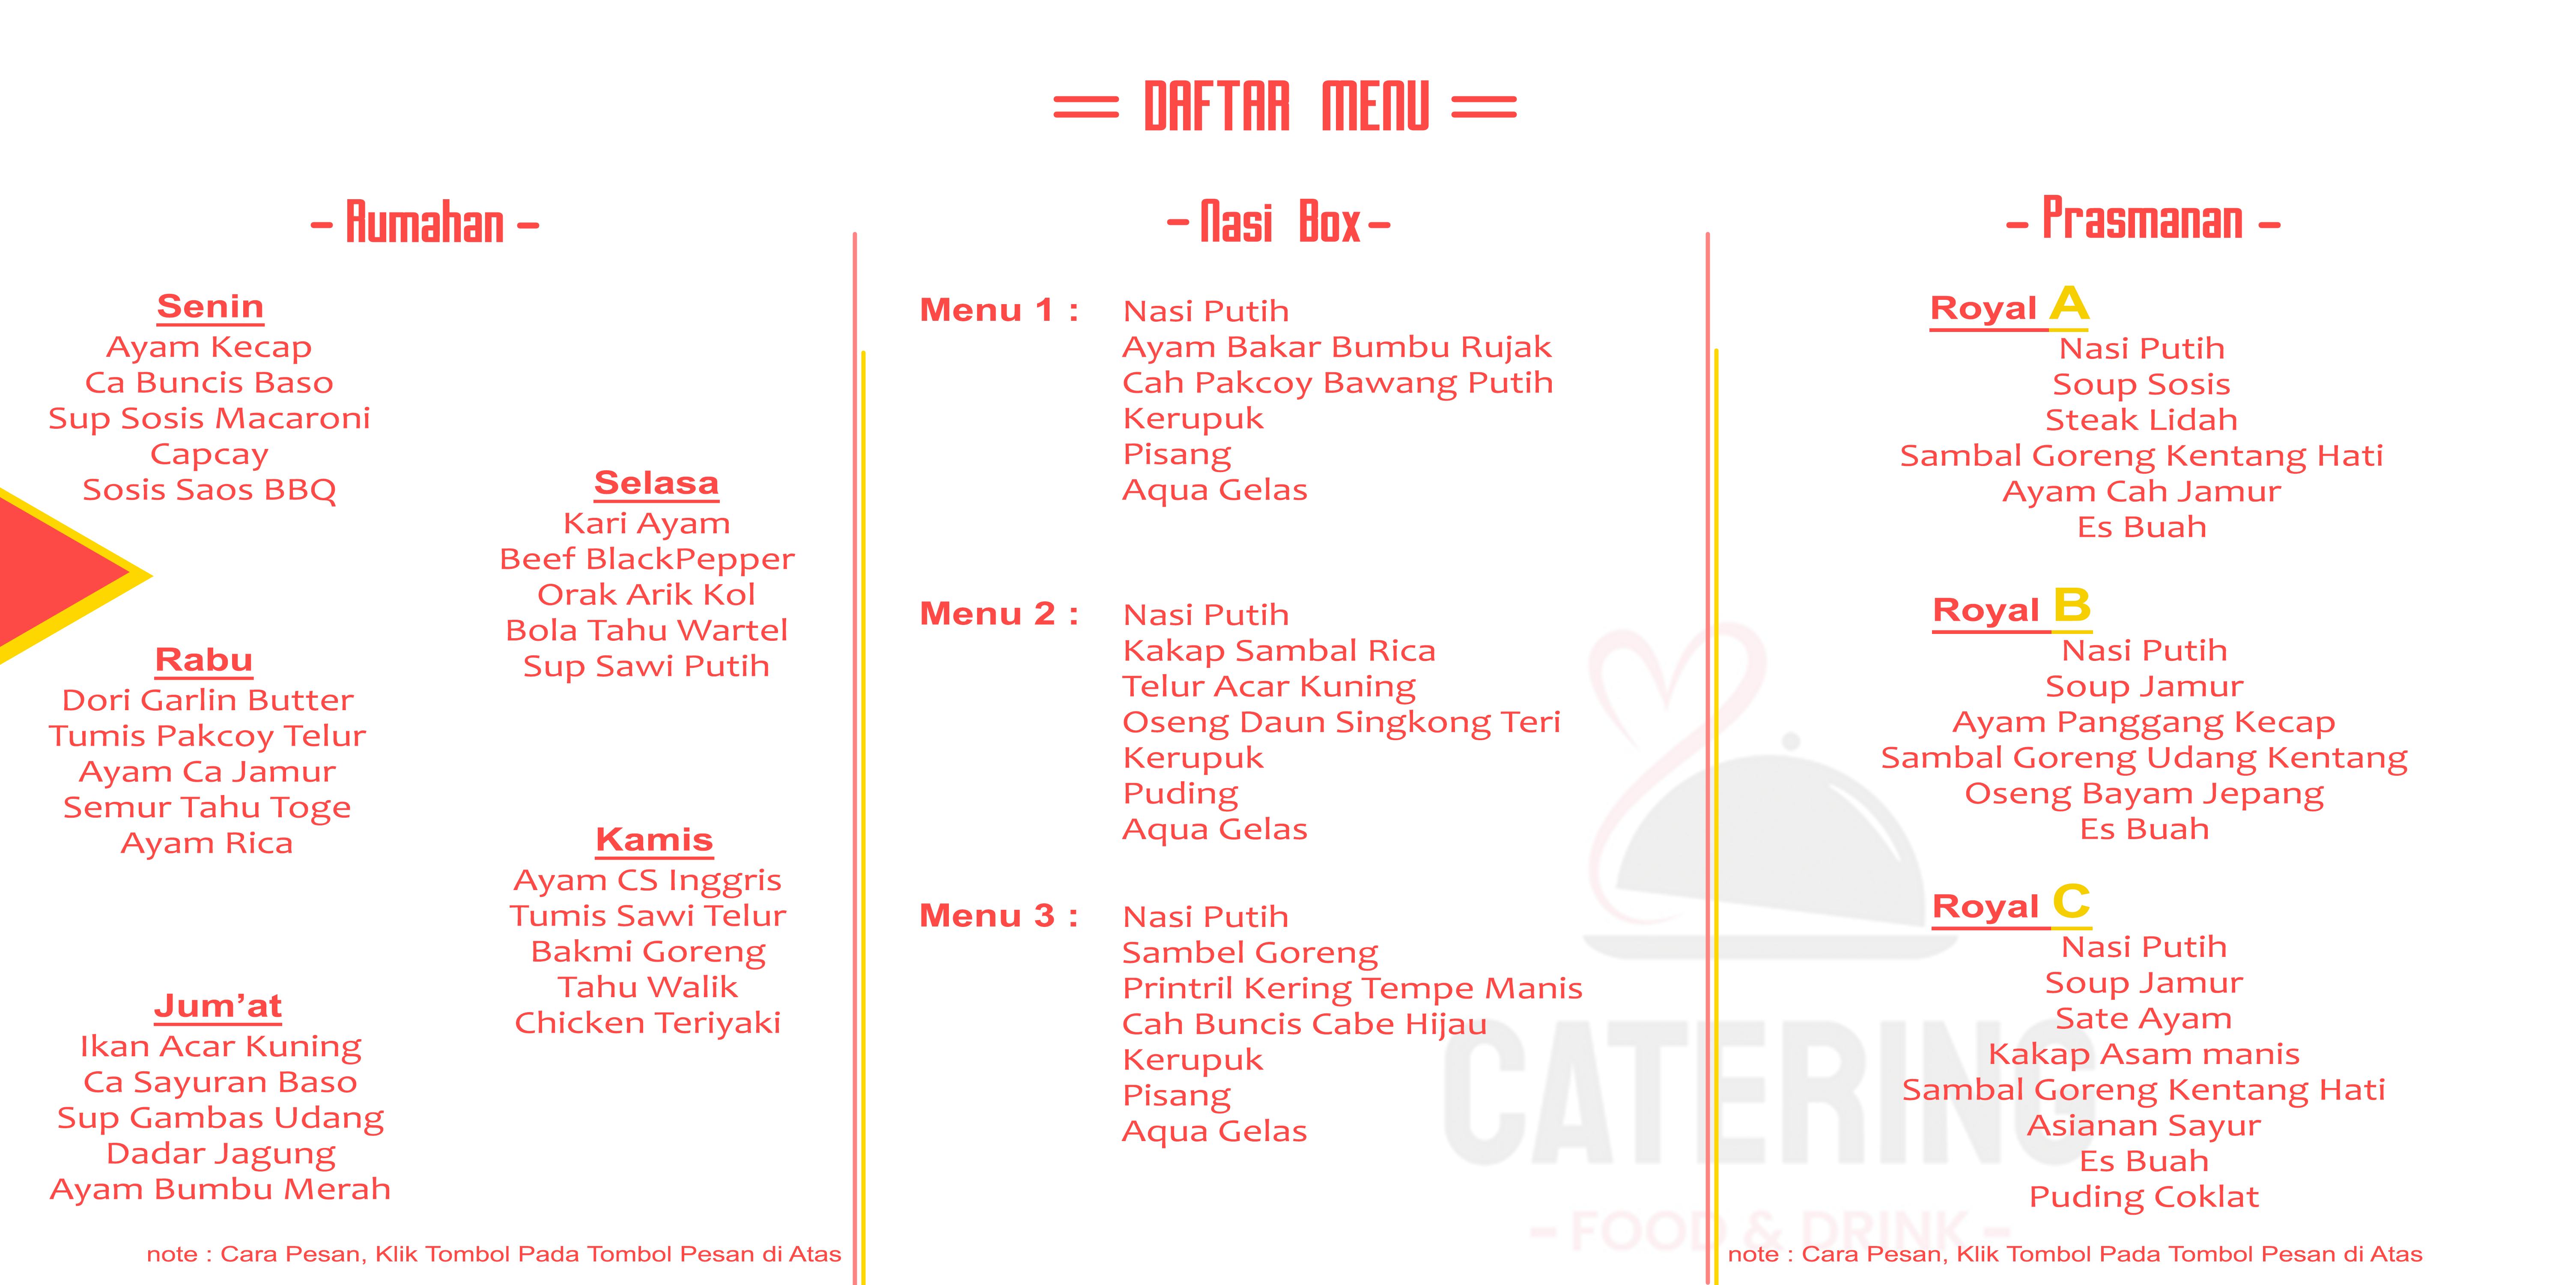 DAFTAR MENU
- Rumahan -
Senin
Ayam Kecap
Ca Buncis Baso
Sup Sosis Macaroni
Capcay
Sosis Saos BBQ
Selasa
Kari Ayam
Beef BlackPepper
Orak Arik Kol
Bola Tahu Wartel
Sup Sawi Putih
Rabu
Dori Garlin Butter
Tumis Pakcoy Telur
Ayam Ca Jamur
Semur Tahu Toge
Ayam Rica
Kamis
Ayam CS Inggris
Tumis Sawi Telur
Bakmi Goreng
Tahu Walik
Chicken Teriyaki
Jum’at
Ikan Acar Kuning
Ca Sayuran Baso
Sup Gambas Udang
Dadar Jagung
Ayam Bumbu Merah
note : Cara Pesan, Klik Tombol Pada Tombol Pesan di Atas
- Nasi Box -
Menu 1 : Nasi Putih
Ayam Bakar Bumbu Rujak
Cah Pakcoy Bawang Putih
Kerupuk
Pisang
Aqua Gelas
Menu 2 : Nasi Putih
Kakap Sambal Rica
Telur Acar Kuning
Oseng Daun Singkong Teri
Kerupuk
Puding
Aqua Gelas
Menu 3 : Nasi Putih
Sambel Goreng
Printril Kering Tempe Manis
Cah Buncis Cabe Hijau
Kerupuk
Pisang
Aqua Gelas
- Prasmanan -
Royal A
Nasi Putih
Soup Sosis
Steak Lidah
Sambal Goreng Kentang Hati
Ayam Cah Jamur
Es Buah
Royal B
Nasi Putih
Soup Jamur
Ayam Panggang Kecap
Sambal Goreng Udang Kentang
Oseng Bayam Jepang
Es Buah
Royal C
Nasi Putih
Soup Jamur
Sate Ayam
Kakap Asam manis
Sambal Goreng Kentang Hati
Asianan Sayur
Es Buah
Puding Coklat
note : Cara Pesan, Klik Tombol Pada Tombol Pesan di Atas
CATERING
- FOOD & DRINK -